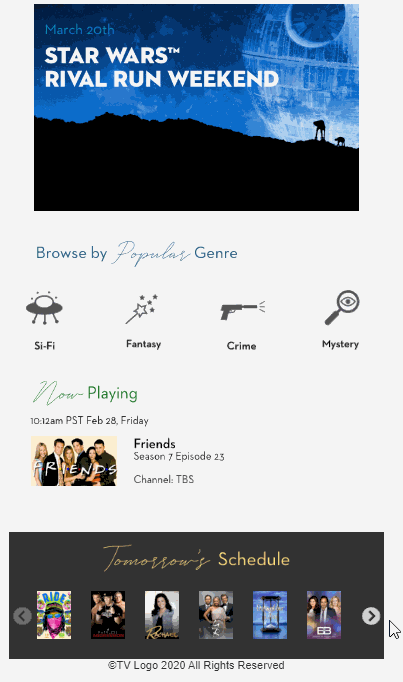 March 20th
STAR WARS™
RIVAL RUN WEEKEND
Browse by Popular Genre
Si-Fi
Fantasy
Crime
Mystery
Now Playing
10:12am PST Feb 28, Friday
FRIENDS
Friends
Season 7 Episode 23
Channel: TBS
Tomorrow's Schedule
RIDE
©TV Logo 2020 All Rights Reserved